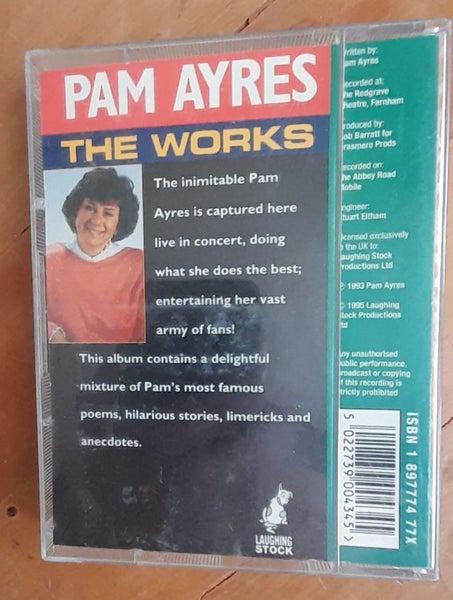 PAM AYRES
THE WORKS
The inimitable Pam
Ayres is captured here
live in concert, doing
what she does the best;
entertaining her vast
army of fans!
This album contains a delightful
mixture of Pam's most famous
poems, hilarious stories, limericks and
anecdotes.
LAUGHING
STOCK
ritten by:
am Ayres
ecorded at:
he Redgrave
heatre, Farnham
roduced by:
ob Barratt for
rasmere Prods
ecorded on:
he Abbey Road
obile
ngineer:
tuart Eltham
icensed exclusively
the UK to:
aughing Stock
roductions Ltd
℗ 1993 Pam Ayres
© 1995 Laughing
tock Productions
td
ny unauthorised
ublic performance,
roadcast or copying
f this recording is
trictly prohibited
ISBN 1 897774 77X
5 022739 004345>